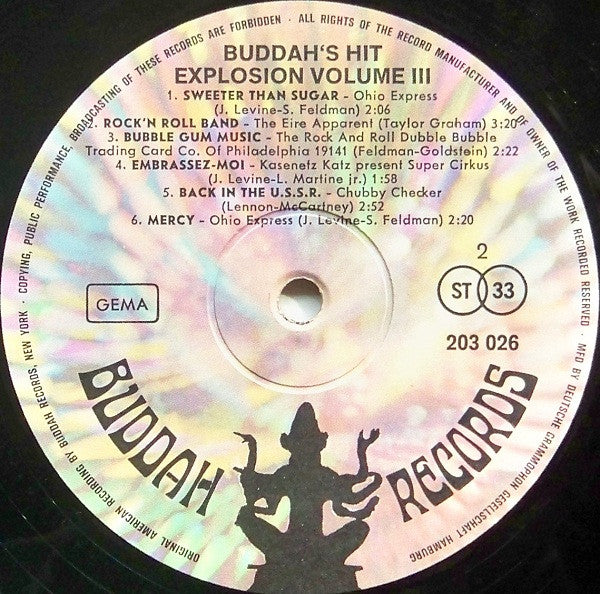 BUDDAH'S HIT
EXPLOSION VOLUME III
1. SWEETER THAN SUGAR - Ohio Express
(J. Levine-S. Feldman) 2:06
2. ROCK'N ROLL BAND - The Eire Apparent (Taylor Graham) 3:20
3. BUBBLE GUM MUSIC - The Rock And Roll Dubble Bubble
Trading Card Co. Of Philadelphia 19141 (Feldman-Goldstein) 2:22
4. EMBRASSEZ-MOI - Kasenetz Katz present Super Cirkus
(J. Levine-L. Martine jr.) 1:58
5. BACK IN THE U.S.S.R. - Chubby Checker
(Lennon-McCartney) 2:52
6. MERCY - Ohio Express (J. Levine-S. Feldman) 2:20
GEMA
2
ST 33
203 026
BUDDAH RECORDS
ORIGINAL AMERICAN RECORDING BY BUDDAH RECORDS, NEW YORK · COPYING, PUBLIC PERFORMANCE, BROADCASTING OF THESE RECORDS ARE FORBIDDEN · ALL RIGHTS OF THE RECORD MANUFACTURER AND OF OWNER OF THE WORK RECORDED RESERVED · MFD BY DEUTSCHE GRAMMOPHON GESELLSCHAFT HAMBURG